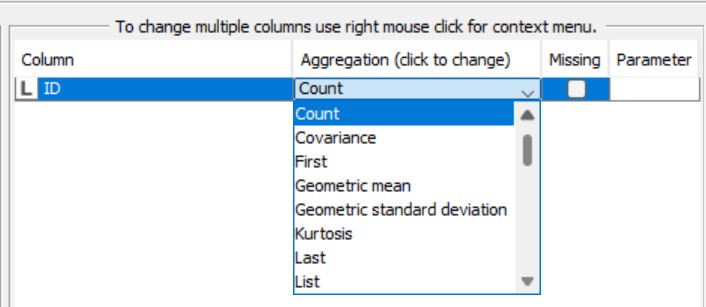 To change multiple columns use right mouse click for context menu.
Column Aggregation (click to change) Missing Parameter
L ID Count
Count
Covariance
First
Geometric mean
Geometric standard deviation
Kurtosis
Last
List